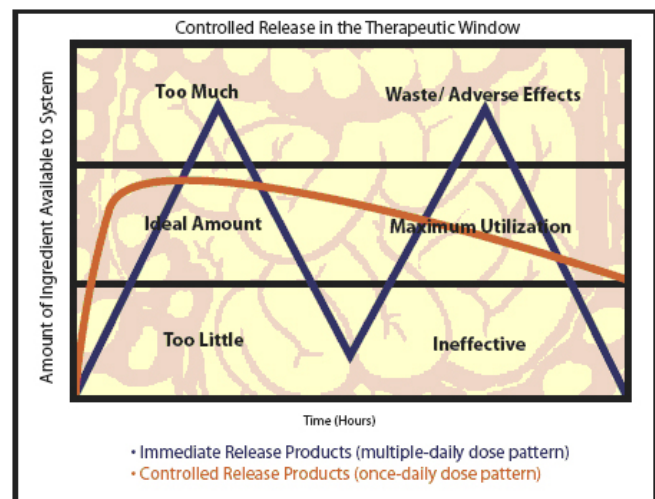 Controlled Release in the Therapeutic Window
Amount of Ingredient Available to System
Too Much
Waste/ Adverse Effects
Ideal Amount
Maximum Utilization
Too Little
Ineffective
Time (Hours)
• Immediate Release Products (multiple-daily dose pattern)
• Controlled Release Products (once-daily dose pattern)